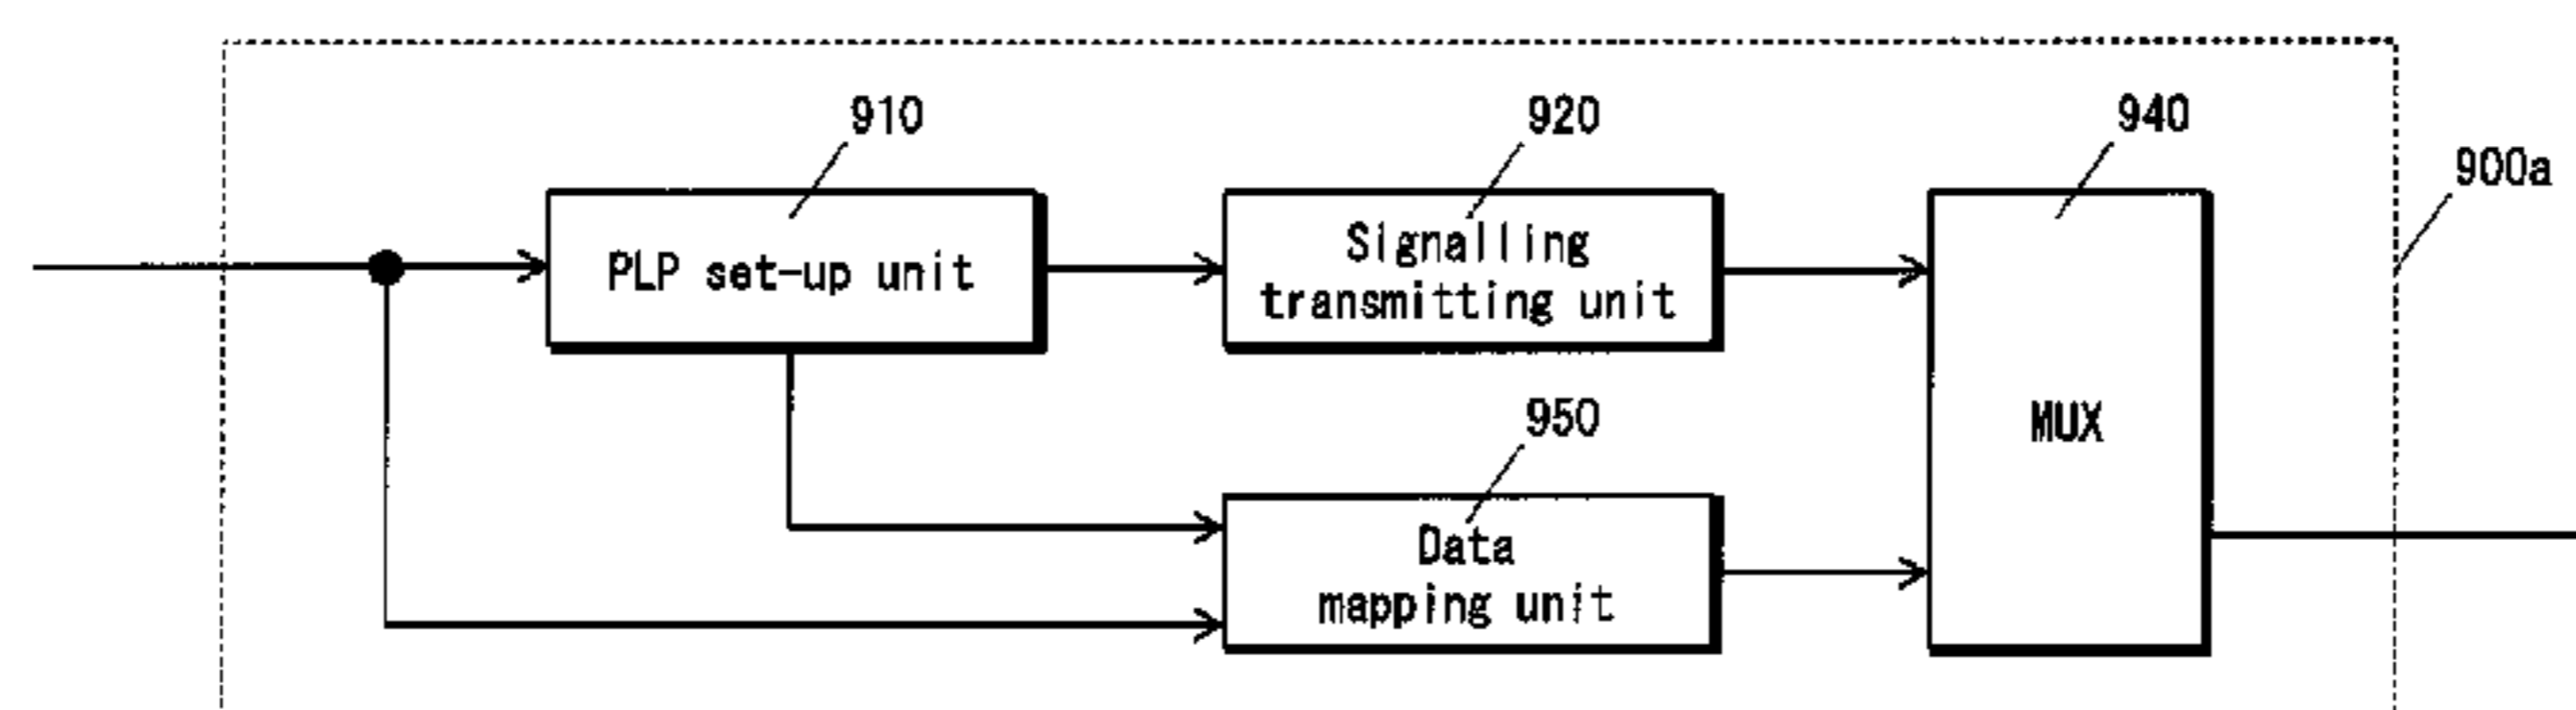 910
920
940
900a
PLP set-up unit
Signalling
transmitting unit
950
MUX
Data
mapping unit